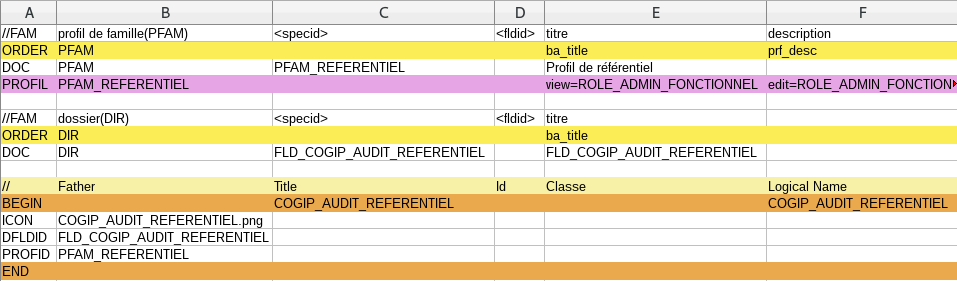 A B C D E F
//FAM profil de famille(PFAM) <specid> <fldid> titre description
ORDER PFAM ba_title prf_desc
DOC PFAM PFAM_REFERENTIEL Profil de référentiel
PROFIL PFAM_REFERENTIEL view=ROLE_ADMIN_FONCTIONNEL edit=ROLE_ADMIN_FONCTION
//FAM dossier(DIR) <specid> <fldid> titre
ORDER DIR ba_title
DOC DIR FLD_COGIP_AUDIT_REFERENTIEL FLD_COGIP_AUDIT_REFERENTIEL
// Father Title Id Classe Logical Name
BEGIN COGIP_AUDIT_REFERENTIEL COGIP_AUDIT_REFERENTIEL
ICON COGIP_AUDIT_REFERENTIEL.png
DFLDID FLD_COGIP_AUDIT_REFERENTIEL
PROFID PFAM_REFERENTIEL
END